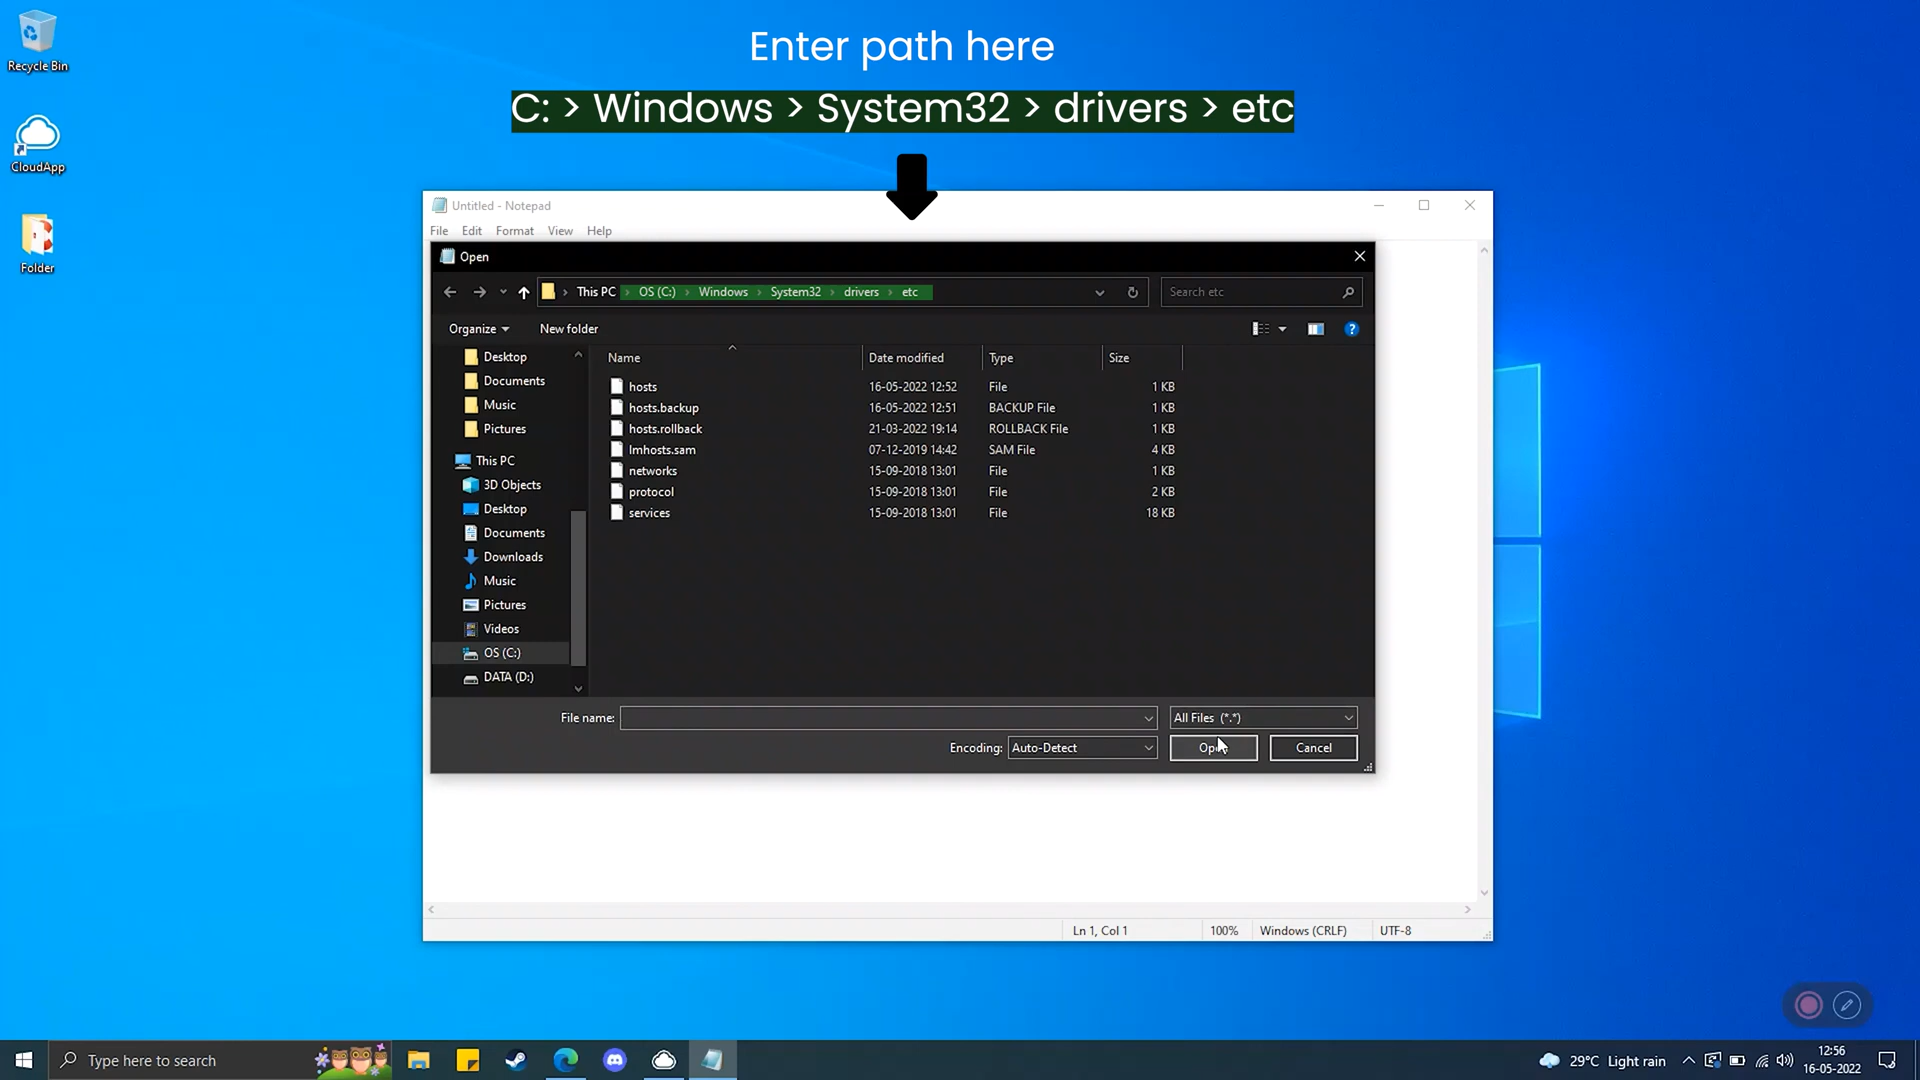 Enter path here
C: > Windows > System32 > drivers > etc
Recycle Bin
CloudApp
Folder
Untitled - Notepad
File Edit Format View Help
Open
This PC > OS (C:) > Windows > System32 > drivers > etc
Search etc
Organize New folder
Name Date modified Type Size
hosts 16-05-2022 12:52 File 1 KB
hosts.backup 16-05-2022 12:51 BACKUP File 1 KB
hosts.rollback 21-03-2022 19:14 ROLLBACK File 1 KB
lmhosts.sam 07-12-2019 14:42 SAM File 4 KB
networks 15-09-2018 13:01 File 1 KB
protocol 15-09-2018 13:01 File 2 KB
services 15-09-2018 13:01 File 18 KB
Desktop
Documents
Music
Pictures
This PC
3D Objects
Desktop
Documents
Downloads
Music
Pictures
Videos
OS (C:)
DATA (D:)
File name: All Files (*.*)
Encoding: Auto-Detect Open Cancel
Ln 1, Col 1 100% Windows (CRLF) UTF-8
Type here to search
29°C Light rain
12:56
16-05-2022